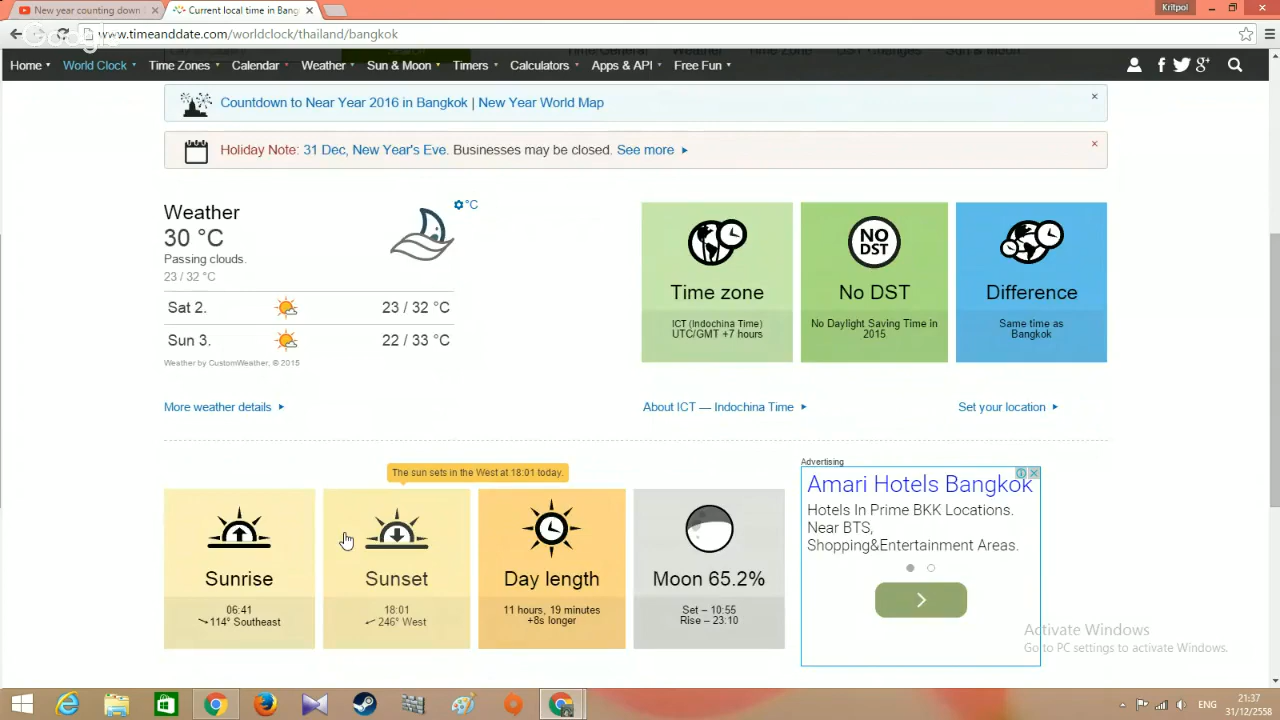 New year counting down
Current local time in Bang
Kritpol
www.timeanddate.com/worldclock/thailand/bangkok
Home
World Clock
Time Zones
Calendar
Weather
Sun & Moon
Timers
Calculators
Apps & API
Free Fun
Countdown to Near Year 2016 in Bangkok | New Year World Map
Holiday Note: 31 Dec, New Year's Eve. Businesses may be closed. See more
Weather
°C
30 °C
Passing clouds.
23 / 32 °C
Sat 2. 23 / 32 °C
Sun 3. 22 / 33 °C
Weather by CustomWeather, © 2015
More weather details
Time zone
ICT (Indochina Time)
UTC/GMT +7 hours
NO
DST
No DST
No Daylight Saving Time in
2015
Difference
Same time as
Bangkok
About ICT — Indochina Time
Set your location
The sun sets in the West at 18:01 today.
Sunrise
06:41
114° Southeast
Sunset
18:01
246° West
Day length
11 hours, 19 minutes
+8s longer
Moon 65.2%
Set – 10:55
Rise – 23:10
Advertising
Amari Hotels Bangkok
Hotels In Prime BKK Locations.
Near BTS,
Shopping&Entertainment Areas.
Activate Windows
Go to PC settings to activate Windows.
ENG
21:37
31/12/2558